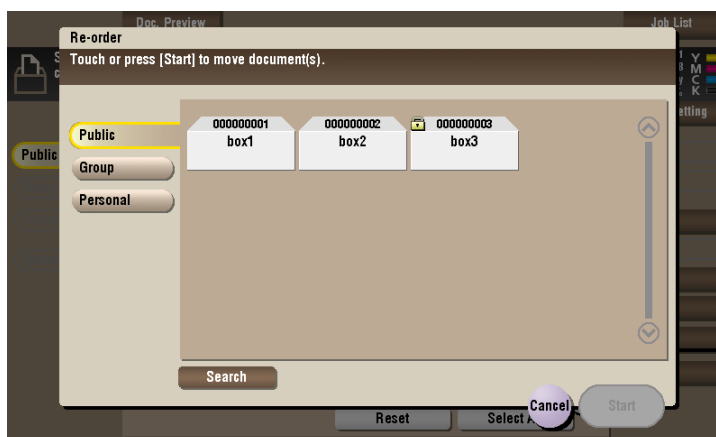 Doc. Preview
Job List
Re-order
Touch or press [Start] to move document(s).
Y
M
C
K
etting
Public
Public
Group
Personal
000000001
box1
000000002
box2
000000003
box3
Search
Cancel
Start
Reset
Select